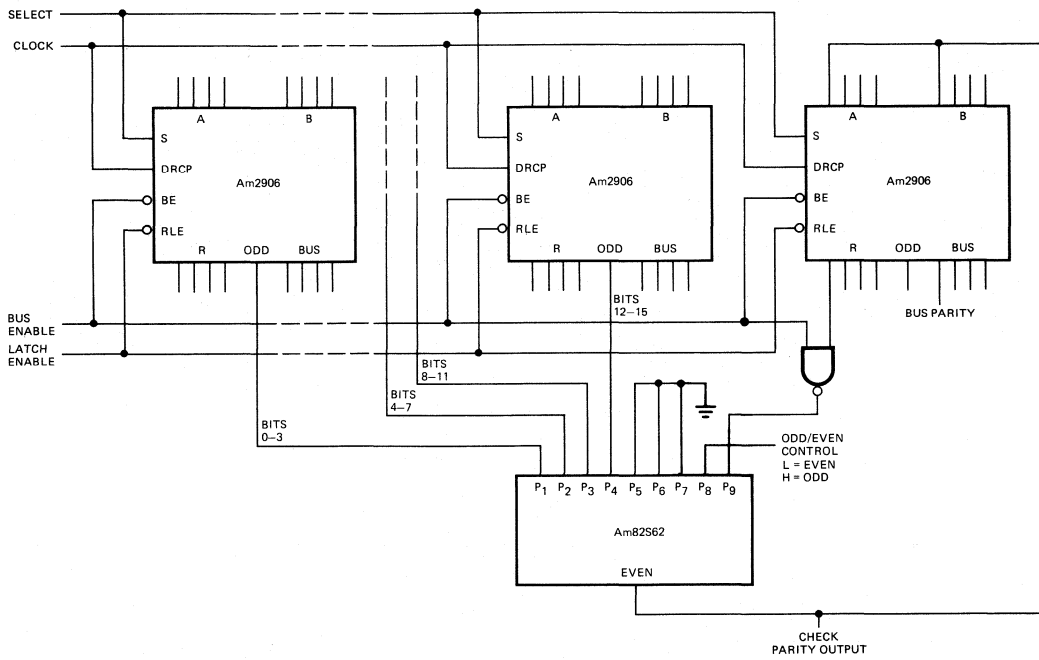 SELECT
CLOCK
A B
S
DRCP
Am2906
BE
RLE
R ODD BUS
A B
S
DRCP
Am2906
BE
RLE
R ODD BUS
A B
S
DRCP
Am2906
BE
RLE
R ODD BUS
BUS
ENABLE
LATCH
ENABLE
BITS
12–15
BUS PARITY
BITS
8–11
BITS
4–7
BITS
0–3
ODD/EVEN
CONTROL
L = EVEN
H = ODD
P1 P2 P3 P4 P5 P6 P7 P8 P9
Am82S62
EVEN
CHECK
PARITY OUTPUT